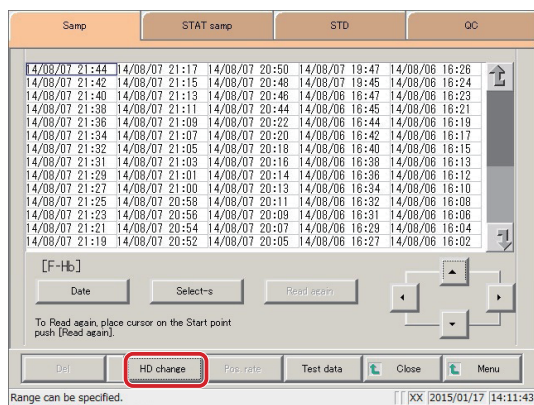 Samp STAT samp STD QC
14/08/07 21:44 14/08/07 21:17 14/08/07 20:50 14/08/07 19:47 14/08/06 16:26
14/08/07 21:42 14/08/07 21:15 14/08/07 20:48 14/08/07 19:45 14/08/06 16:24
14/08/07 21:40 14/08/07 21:13 14/08/07 20:46 14/08/07 16:47 14/08/06 16:23
14/08/07 21:38 14/08/07 21:11 14/08/07 20:44 14/08/07 16:45 14/08/06 16:21
14/08/07 21:36 14/08/07 21:09 14/08/07 20:22 14/08/07 16:44 14/08/06 16:19
14/08/07 21:34 14/08/07 21:07 14/08/07 20:20 14/08/07 16:42 14/08/06 16:17
14/08/07 21:32 14/08/07 21:05 14/08/07 20:18 14/08/07 16:40 14/08/06 16:15
14/08/07 21:31 14/08/07 21:03 14/08/07 20:16 14/08/07 16:38 14/08/06 16:13
14/08/07 21:29 14/08/07 21:01 14/08/07 20:14 14/08/07 16:36 14/08/06 16:12
14/08/07 21:27 14/08/07 21:00 14/08/07 20:13 14/08/07 16:34 14/08/06 16:10
14/08/07 21:25 14/08/07 20:58 14/08/07 20:11 14/08/07 16:32 14/08/06 16:08
14/08/07 21:23 14/08/07 20:56 14/08/07 20:09 14/08/07 16:31 14/08/06 16:06
14/08/07 21:21 14/08/07 20:54 14/08/07 20:07 14/08/07 16:29 14/08/06 16:04
14/08/07 21:19 14/08/07 20:52 14/08/07 20:05 14/08/07 16:27 14/08/06 16:02
[F-Hb]
Date Select-s Read again
To Read again, place cursor on the Start point
push [Read again].
Del HD change Pos.rate Test data Close Menu
Range can be specified. XX 2015/01/17 14:11:43